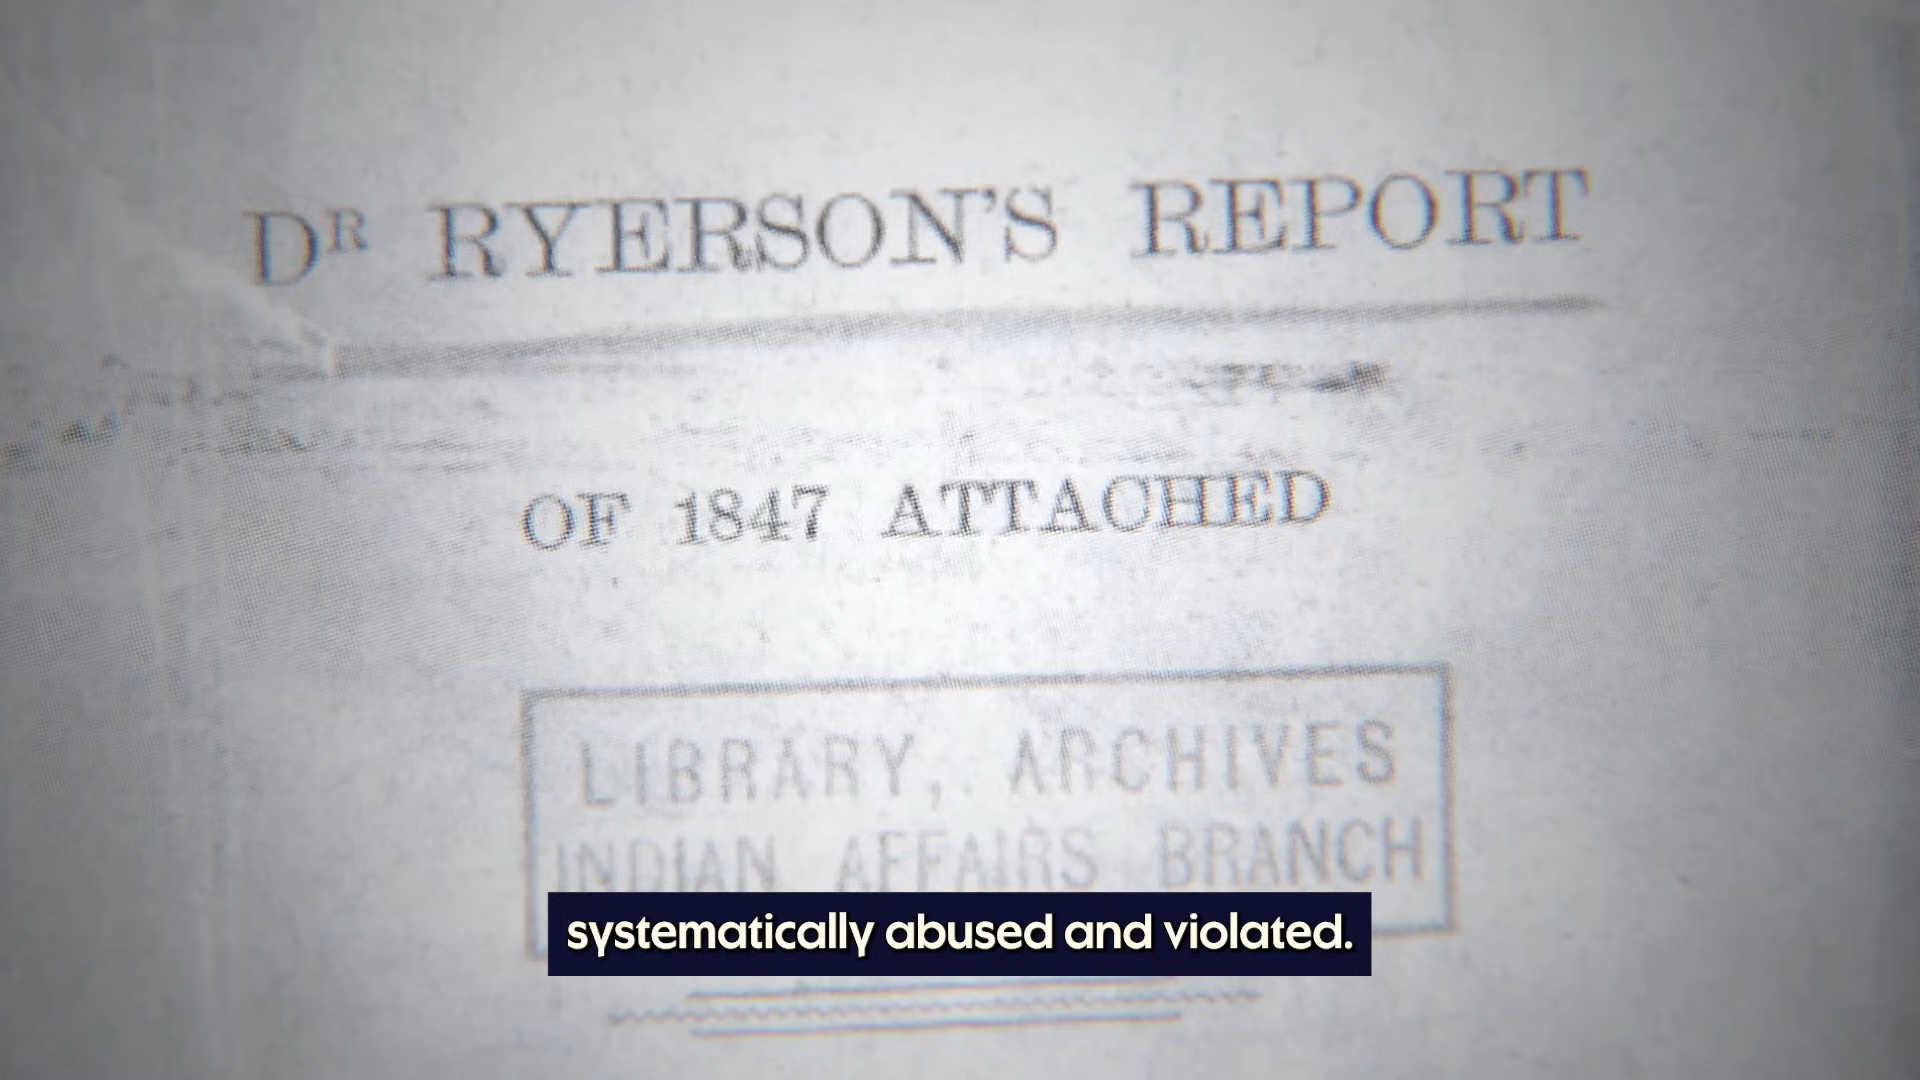 DR RYERSON'S REPORT
OF 1847 ATTACHED
LIBRARY, ARCHIVES
INDIAN AFFAIRS BRANCH
systematically abused and violated.